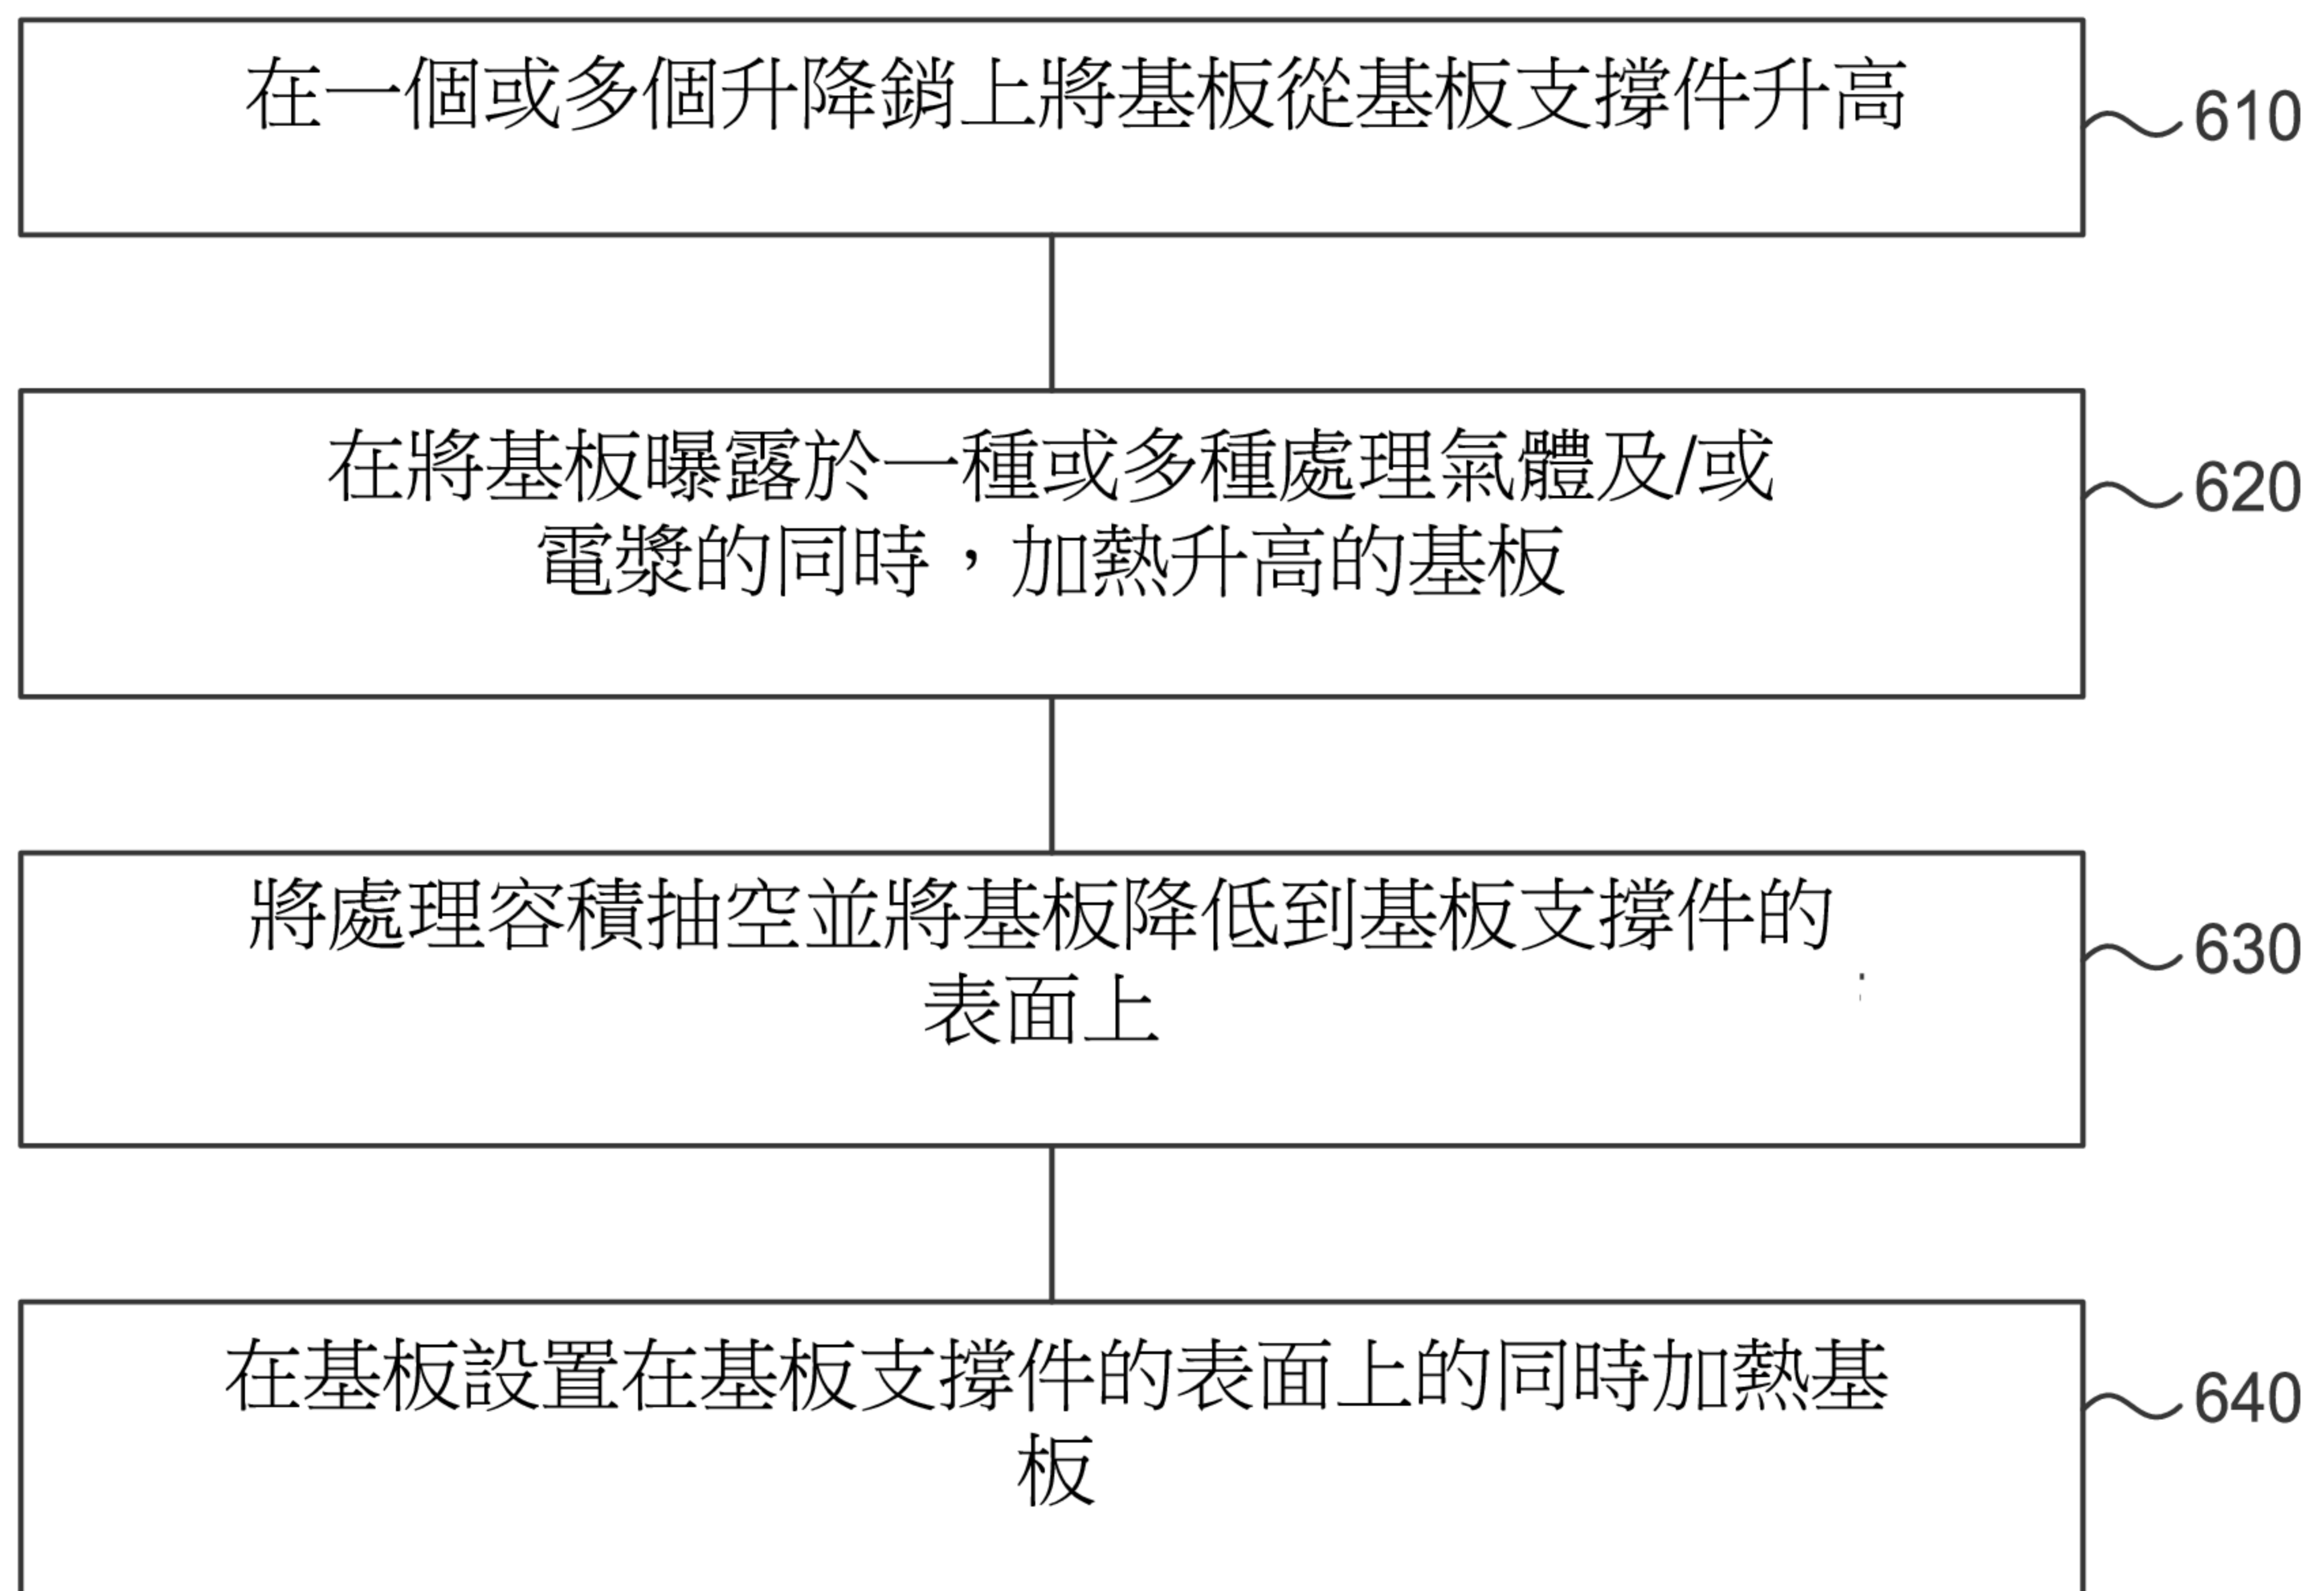 在一個或多個升降銷上將基板從基板支撐件升高
610
在將基板曝露於一種或多種處理氣體及/或
電漿的同時，加熱升高的基板
620
將處理容積抽空並將基板降低到基板支撐件的
表面上
630
在基板設置在基板支撐件的表面上的同時加熱基
板
640